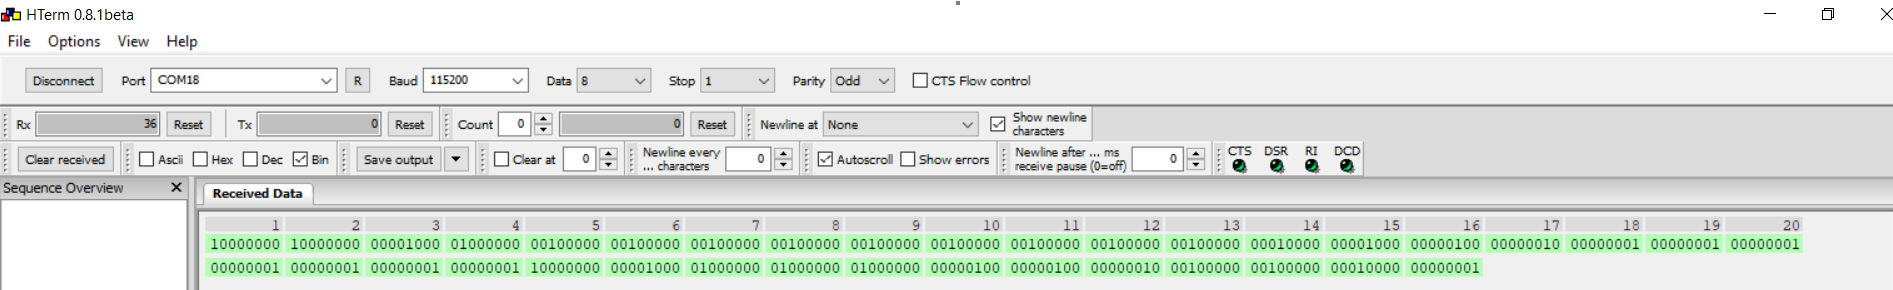 HTerm 0.8.1beta
File Options View Help
Disconnect Port COM18 R Baud 115200 Data 8 Stop 1 Parity Odd CTS Flow control
Rx 36 Reset Tx 0 Reset Count 0 0 Reset Newline at None Show newline characters
Clear received Ascii Hex Dec Bin Save output Clear at 0 Newline every ... characters 0 Autoscroll Show errors Newline after ... ms receive pause (0=off) 0 CTS DSR RI DCD
Sequence Overview X Received Data
1 2 3 4 5 6 7 8 9 10 11 12 13 14 15 16 17 18 19 20
10000000 10000000 00001000 01000000 00100000 00100000 00100000 00100000 00100000 00100000 00100000 00100000 00100000 00010000 00001000 00000100 00000010 00000001 00000001 00000001
00000001 00000001 00000001 00000001 10000000 00001000 01000000 01000000 01000000 00000100 00000100 00000010 00100000 00100000 00010000 00000001